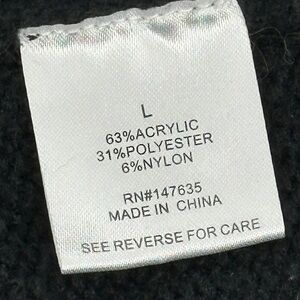 L
63%ACRYLIC
31%POLYESTER
6%NYLON
RN#147635
MADE IN CHINA
SEE REVERSE FOR CARE